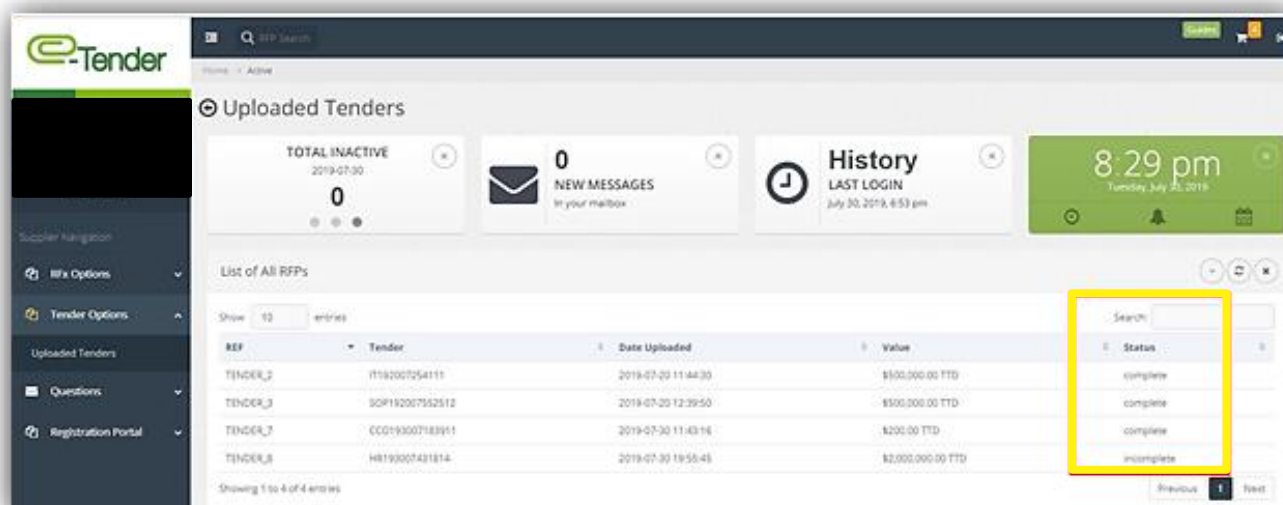 e-Tender
RFP Search
Guides
Home > Active
Uploaded Tenders
TOTAL INACTIVE
2019-07-30
0
0
NEW MESSAGES
In your mailbox
History
LAST LOGIN
July 30, 2019, 6:53 pm
8:29 pm
Tuesday, July 30, 2019
Supplier Navigation
RFx Options
Tender Options
Uploaded Tenders
Questions
Registration Portal
List of All RFPs
Show 10 entries
Search:
REF Tender Date Uploaded Value Status
TENDER_2 IT192007254111 2019-07-20 11:44:30 $500,000.00 TTD complete
TENDER_3 SOP192007552512 2019-07-20 12:39:50 $500,000.00 TTD complete
TENDER_7 CCG193007183911 2019-07-30 11:43:16 $200.00 TTD complete
TENDER_8 HR193007431814 2019-07-30 19:55:45 $2,000,000.00 TTD incomplete
Showing 1 to 4 of 4 entries
Previous 1 Next